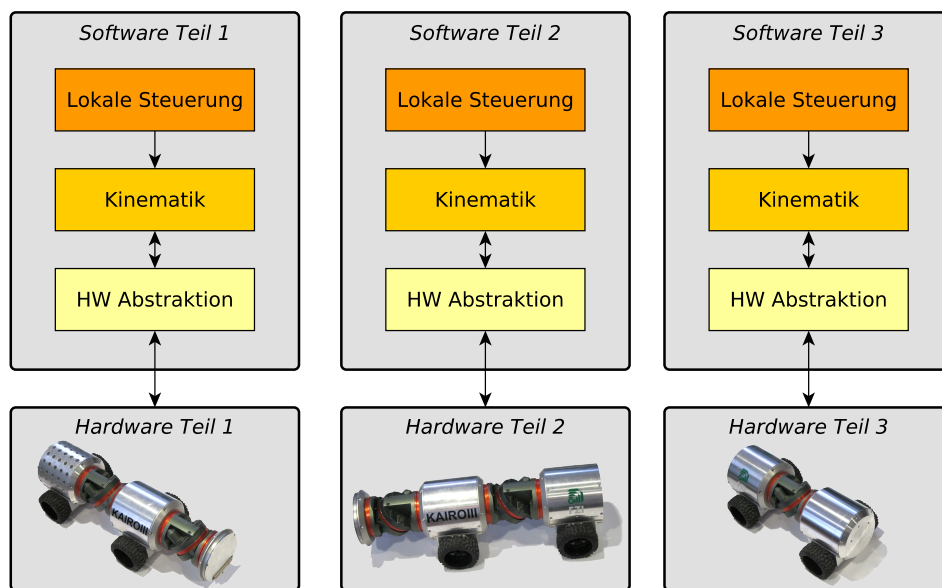 Software Teil 1
Lokale Steuerung
Kinematik
HW Abstraktion
Hardware Teil 1
KAIROIII
Software Teil 2
Lokale Steuerung
Kinematik
HW Abstraktion
Hardware Teil 2
KAIROIII
Software Teil 3
Lokale Steuerung
Kinematik
HW Abstraktion
Hardware Teil 3